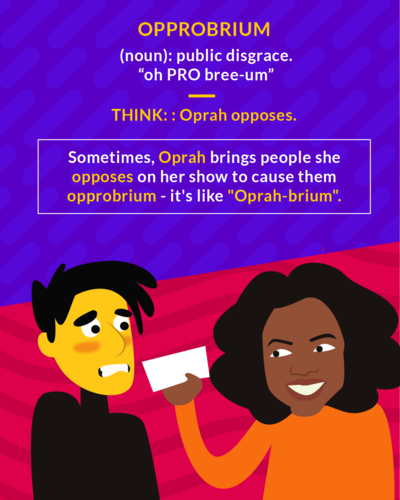 OPPROBRIUM
(noun): public disgrace.
“oh PRO bree-um”
THINK: : Oprah opposes.
Sometimes, Oprah brings people she
opposes on her show to cause them
opprobrium - it's like "Oprah-brium".